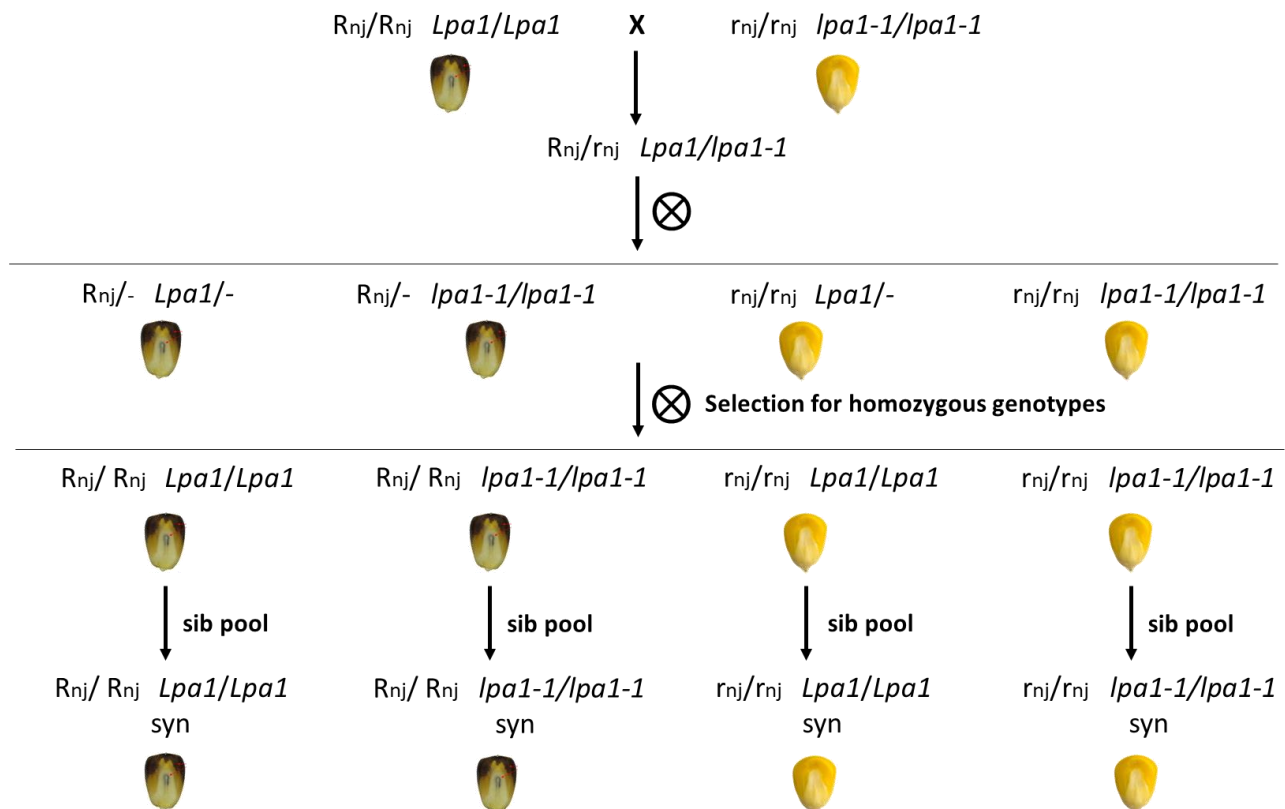 Rnj/Rnj Lpa1/Lpa1 X rnj/rnj lpa1-1/lpa1-1
Rnj/rnj Lpa1/lpa1-1
Rnj/- Lpa1/- Rnj/- lpa1-1/lpa1-1 rnj/rnj Lpa1/- rnj/rnj lpa1-1/lpa1-1
Selection for homozygous genotypes
Rnj/ Rnj Lpa1/Lpa1 Rnj/ Rnj lpa1-1/lpa1-1 rnj/rnj Lpa1/Lpa1 rnj/rnj lpa1-1/lpa1-1
sib pool sib pool sib pool sib pool
Rnj/ Rnj Lpa1/Lpa1 Rnj/ Rnj lpa1-1/lpa1-1 rnj/rnj Lpa1/Lpa1 rnj/rnj lpa1-1/lpa1-1
syn syn syn syn